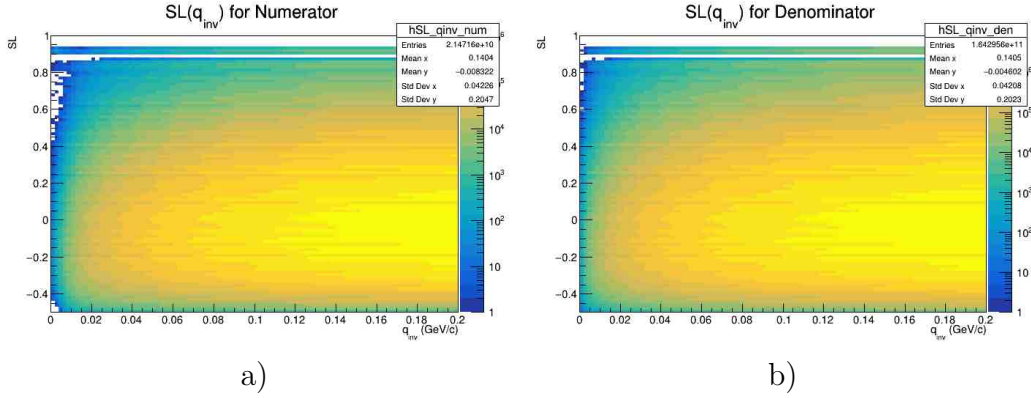 SL(q_inv) for Numerator
SL
hSL_qinv_num
Entries 2.14716e+10
Mean x 0.1404
Mean y −0.008322
Std Dev x 0.04226
Std Dev y 0.2047
1
0.8
0.6
0.4
0.2
0
−0.2
−0.4
0 0.02 0.04 0.06 0.08 0.1 0.12 0.14 0.16 0.18 0.2
q_inv (GeV/c)
10^4
10^3
10^2
10
1
a)
SL(q_inv) for Denominator
SL
hSL_qinv_den
Entries 1.642956e+11
Mean x 0.1405
Mean y −0.004602
Std Dev x 0.04208
Std Dev y 0.2023
1
0.8
0.6
0.4
0.2
0
−0.2
−0.4
0 0.02 0.04 0.06 0.08 0.1 0.12 0.14 0.16 0.18 0.2
q_inv (GeV/c)
10^4
10^3
10^2
10
1
b)